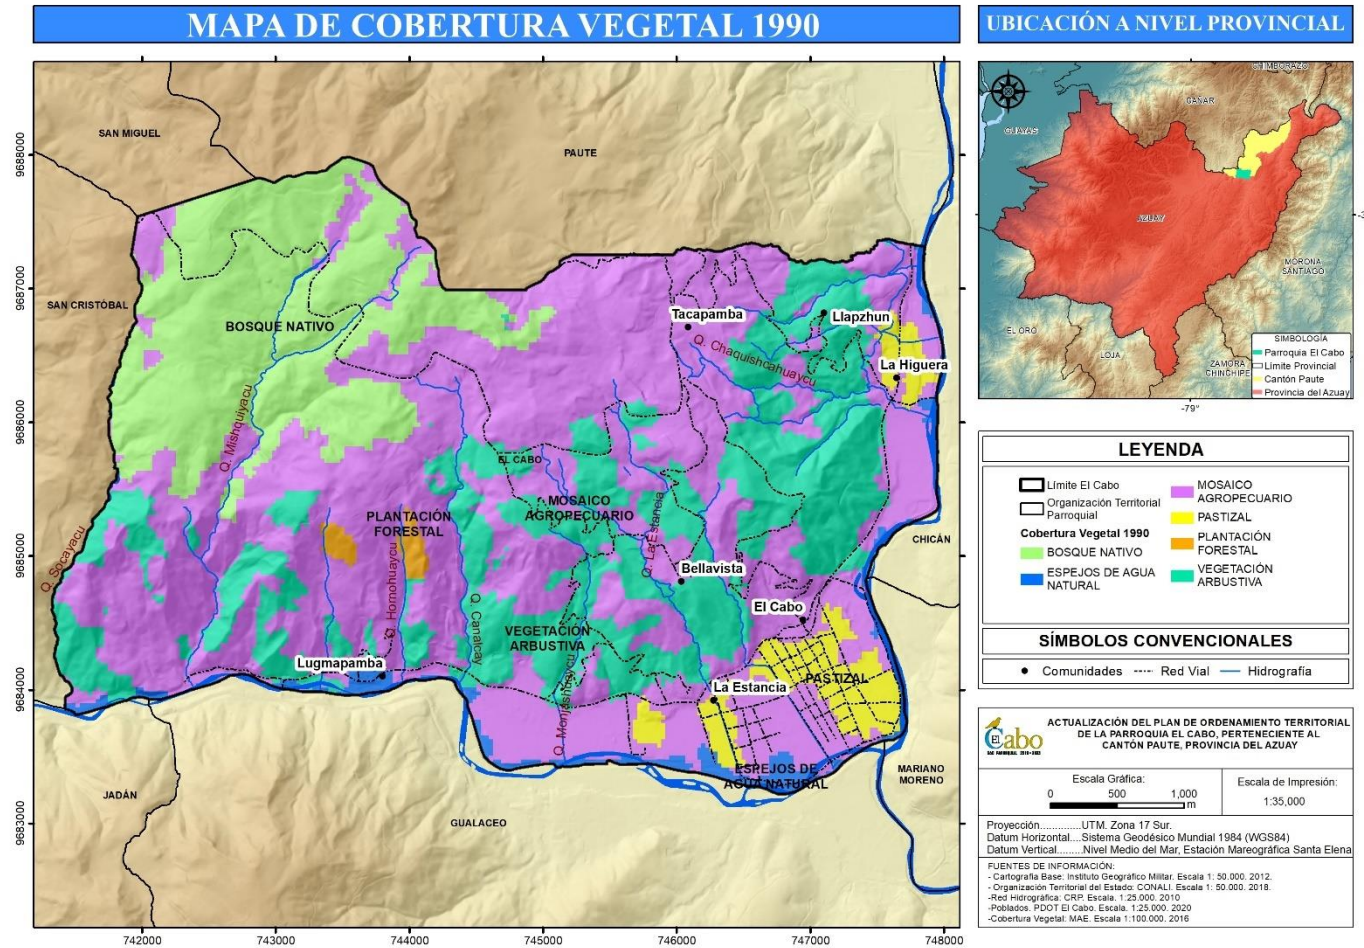 MAPA DE COBERTURA VEGETAL 1990
SAN MIGUEL
PAUTE
SAN CRISTÓBAL
BOSQUE NATIVO
Tacapamba
Llapzhun
Q. Chaquishcahuaycu
La Higuera
Q. Mishquiyacu
EL CABO
MOSAICO
AGROPECUARIO
PLANTACIÓN
FORESTAL
Q. La Estancia
CHICÁN
Q. Socayacu
Bellavista
Q. Homohuaycu
El Cabo
Q. Canacay
VEGETACIÓN
ARBUSTIVA
Lugmapamba
La Estancia
PASTIZAL
Q. Monjashuaycu
ESPEJOS DE
AGUA NATURAL
MARIANO
MORENO
JADÁN
GUALACEO
9688000
9687000
9686000
9685000
9684000
9683000
742000
743000
744000
745000
746000
747000
748000
UBICACIÓN A NIVEL PROVINCIAL
CHIMBORAZO
CAÑAR
GUAYAS
AZUAY
MORONA
SANTIAGO
EL ORO
LOJA
ZAMORA
CHINCHIPE
-79°
SIMBOLOGÍA
Parroquia El Cabo
Límite Provincial
Cantón Paute
Provincia del Azuay
LEYENDA
Límite El Cabo
Organización Territorial
Parroquial
Cobertura Vegetal 1990
BOSQUE NATIVO
ESPEJOS DE AGUA
NATURAL
MOSAICO
AGROPECUARIO
PASTIZAL
PLANTACIÓN
FORESTAL
VEGETACIÓN
ARBUSTIVA
SÍMBOLOS CONVENCIONALES
Comunidades
Red Vial
Hidrografía
El Cabo
ACTUALIZACIÓN DEL PLAN DE ORDENAMIENTO TERRITORIAL
DE LA PARROQUIA EL CABO, PERTENECIENTE AL
CANTÓN PAUTE, PROVINCIA DEL AZUAY
Escala Gráfica:
0 500 1,000
m
Escala de Impresión:
1:35,000
Proyección.............UTM. Zona 17 Sur.
Datum Horizontal....Sistema Geodésico Mundial 1984 (WGS84)
Datum Vertical.........Nivel Medio del Mar, Estación Mareográfica Santa Elena
FUENTES DE INFORMACIÓN:
- Cartografía Base: Instituto Geográfico Militar. Escala 1: 50.000. 2012.
- Organización Territorial del Estado: CONALI. Escala 1: 50.000. 2018.
-Red Hidrográfica: CRP. Escala. 1:25.000. 2010
-Poblados. PDOT El Cabo. Escala. 1:25.000. 2020
-Cobertura Vegetal: MAE. Escala 1:100.000. 2016